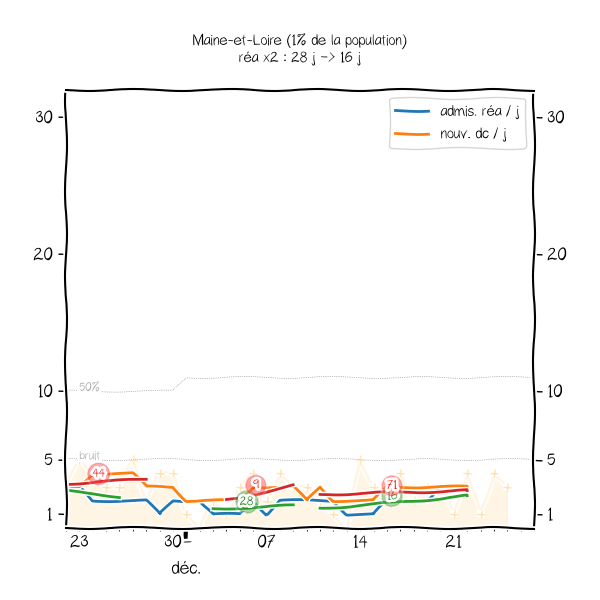 Maine-et-Loire (1% de la population)
réa x2 : 28 j -> 16 j
admis. réa / j
nouv. dc / j
30 30
20 20
50%
10 10
bruit
5 5
44 9 71
28 16
1 1
23 30 07 14 21
déc.